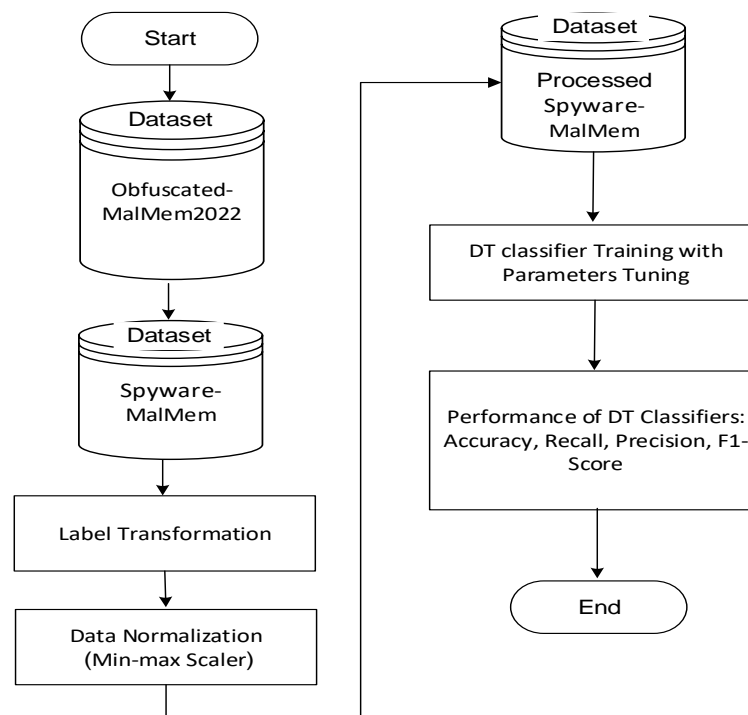 Start
Dataset
Obfuscated-
MalMem2022
Dataset
Spyware-
MalMem
Label Transformation
Data Normalization
(Min-max Scaler)
Dataset
Processed
Spyware-
MalMem
DT classifier Training with
Parameters Tuning
Performance of DT Classifiers:
Accuracy, Recall, Precision, F1-
Score
End